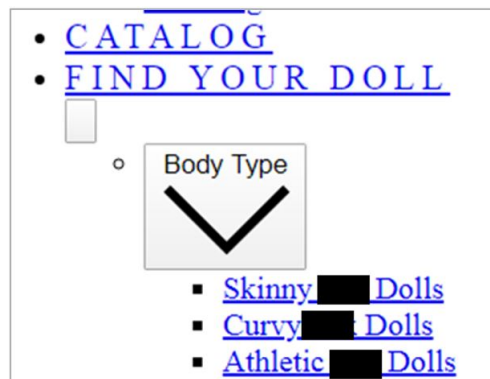 CATALOG
FIND YOUR DOLL
Body Type
Skinny Dolls
Curvy Dolls
Athletic Dolls